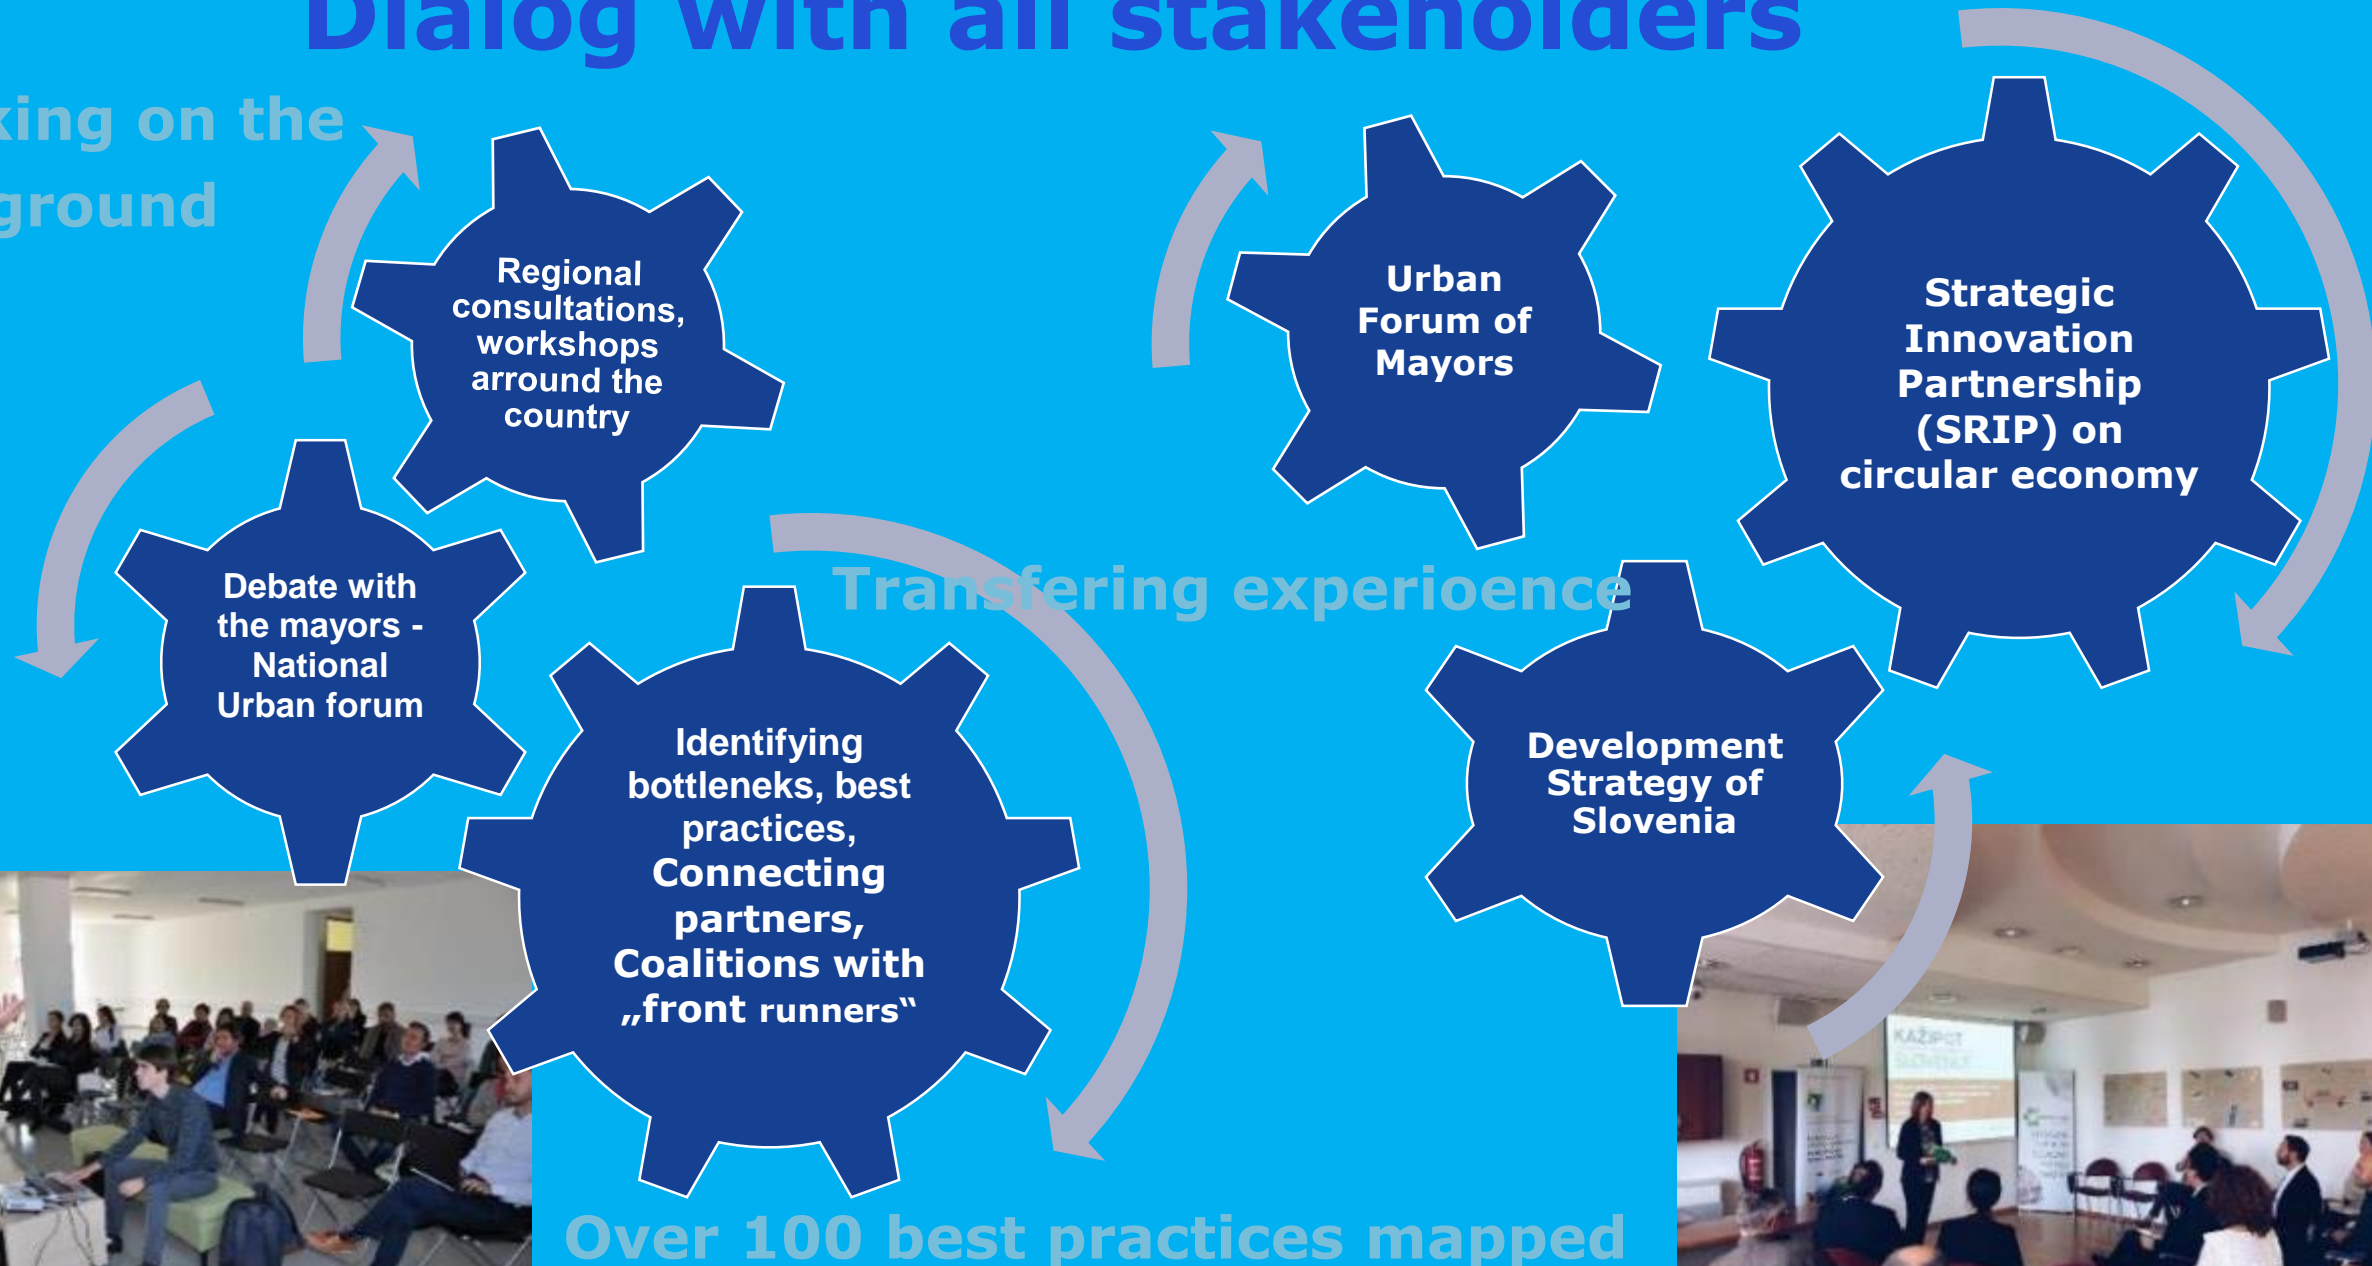 Dialog with all stakeholders
king on the
ground
Regional
consultations,
workshops
arround the
country
Urban
Forum of
Mayors
Strategic
Innovation
Partnership
(SRIP) on
circular economy
Debate with
the mayors -
National
Urban forum
Transfering experioence
Identifying
bottleneks, best
practices,
Connecting
partners,
Coalitions with
„front runners“
Development
Strategy of
Slovenia
KAŽIPOT
Over 100 best practices mapped